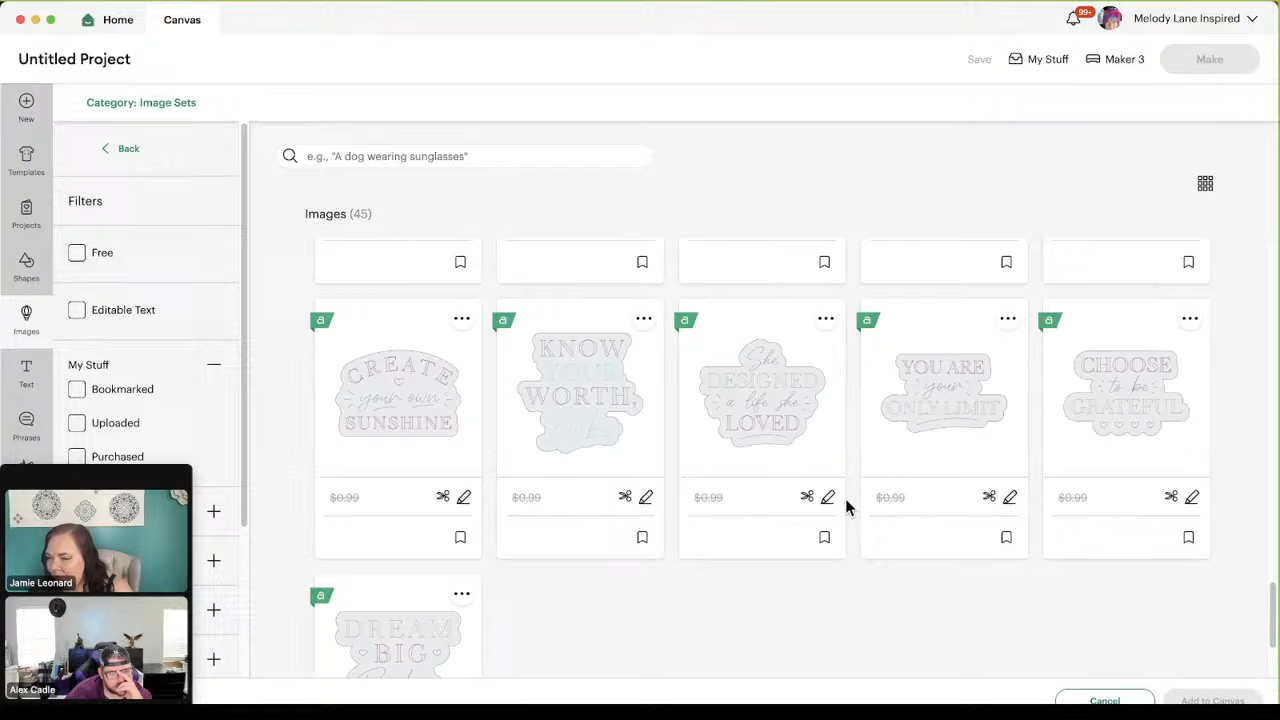 Home
Canvas
99+
Melody Lane Inspired
Untitled Project
Save
My Stuff
Maker 3
Make
New
Templates
Projects
Shapes
Images
Text
Phrases
Category: Image Sets
Back
Filters
Free
Editable Text
My Stuff
Bookmarked
Uploaded
Purchased
e.g., "A dog wearing sunglasses"
Images (45)
a
a
a
a
a
CREATE
your own
SUNSHINE
KNOW
YOUR
WORTH,
She
DESIGNED
a life she
LOVED
YOU ARE
your
ONLY LIMIT
CHOOSE
to be
GRATEFUL
$0.99
$0.99
$0.99
$0.99
$0.99
a
DREAM
BIG
Jamie Leonard
Alex Cadle
Cancel
Add to Canvas